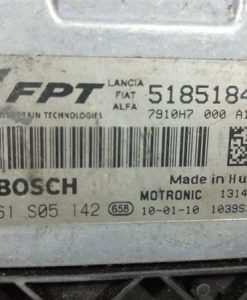 FPT LANCIA FIAT ALFA 5185184
TECHNOLOGIES 7910H7 000 A1
BOSCH Made in Hu
61 S05 142 658 MOTRONIC 1314
10-01-10 1039S